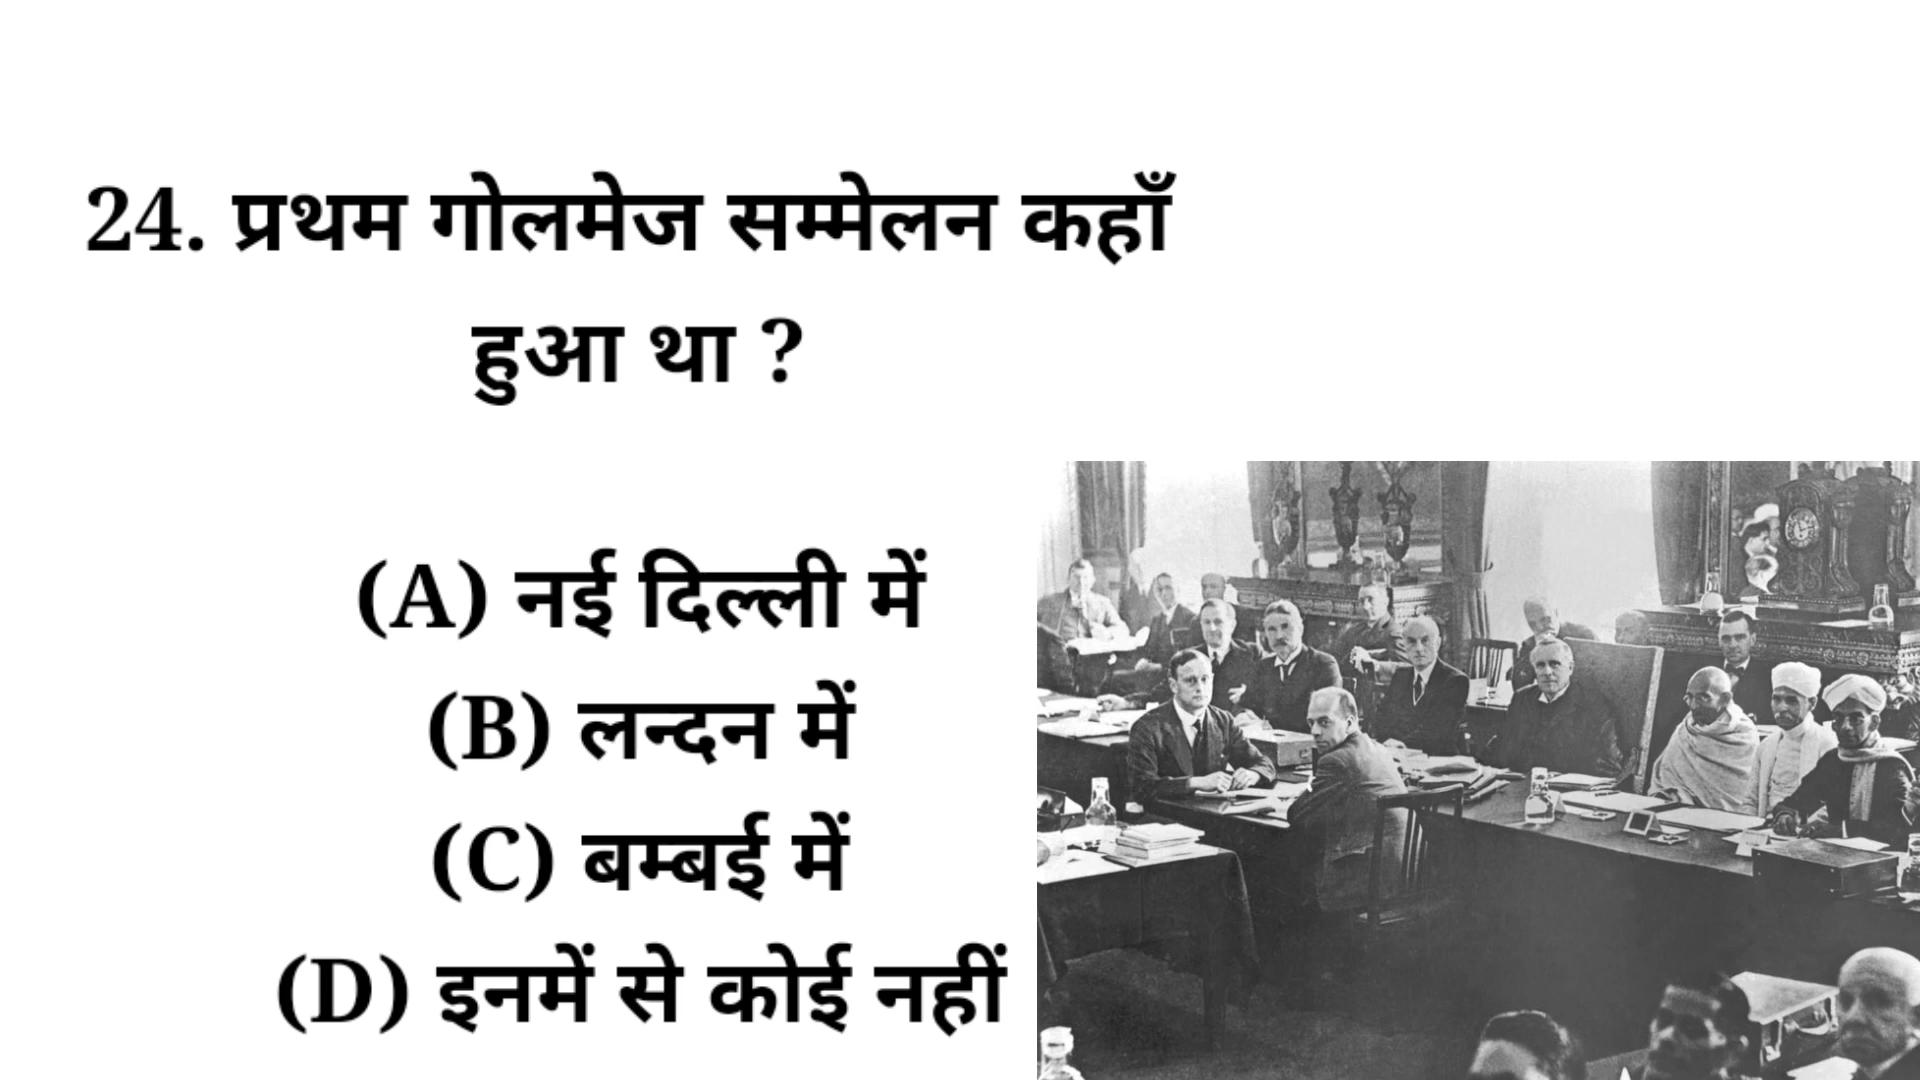 24. प्रथम गोलमेज सम्मेलन कहाँ
हुआ था ?
(A) नई दिल्ली में
(B) लन्दन में
(C) बम्बई में
(D) इनमें से कोई नहीं